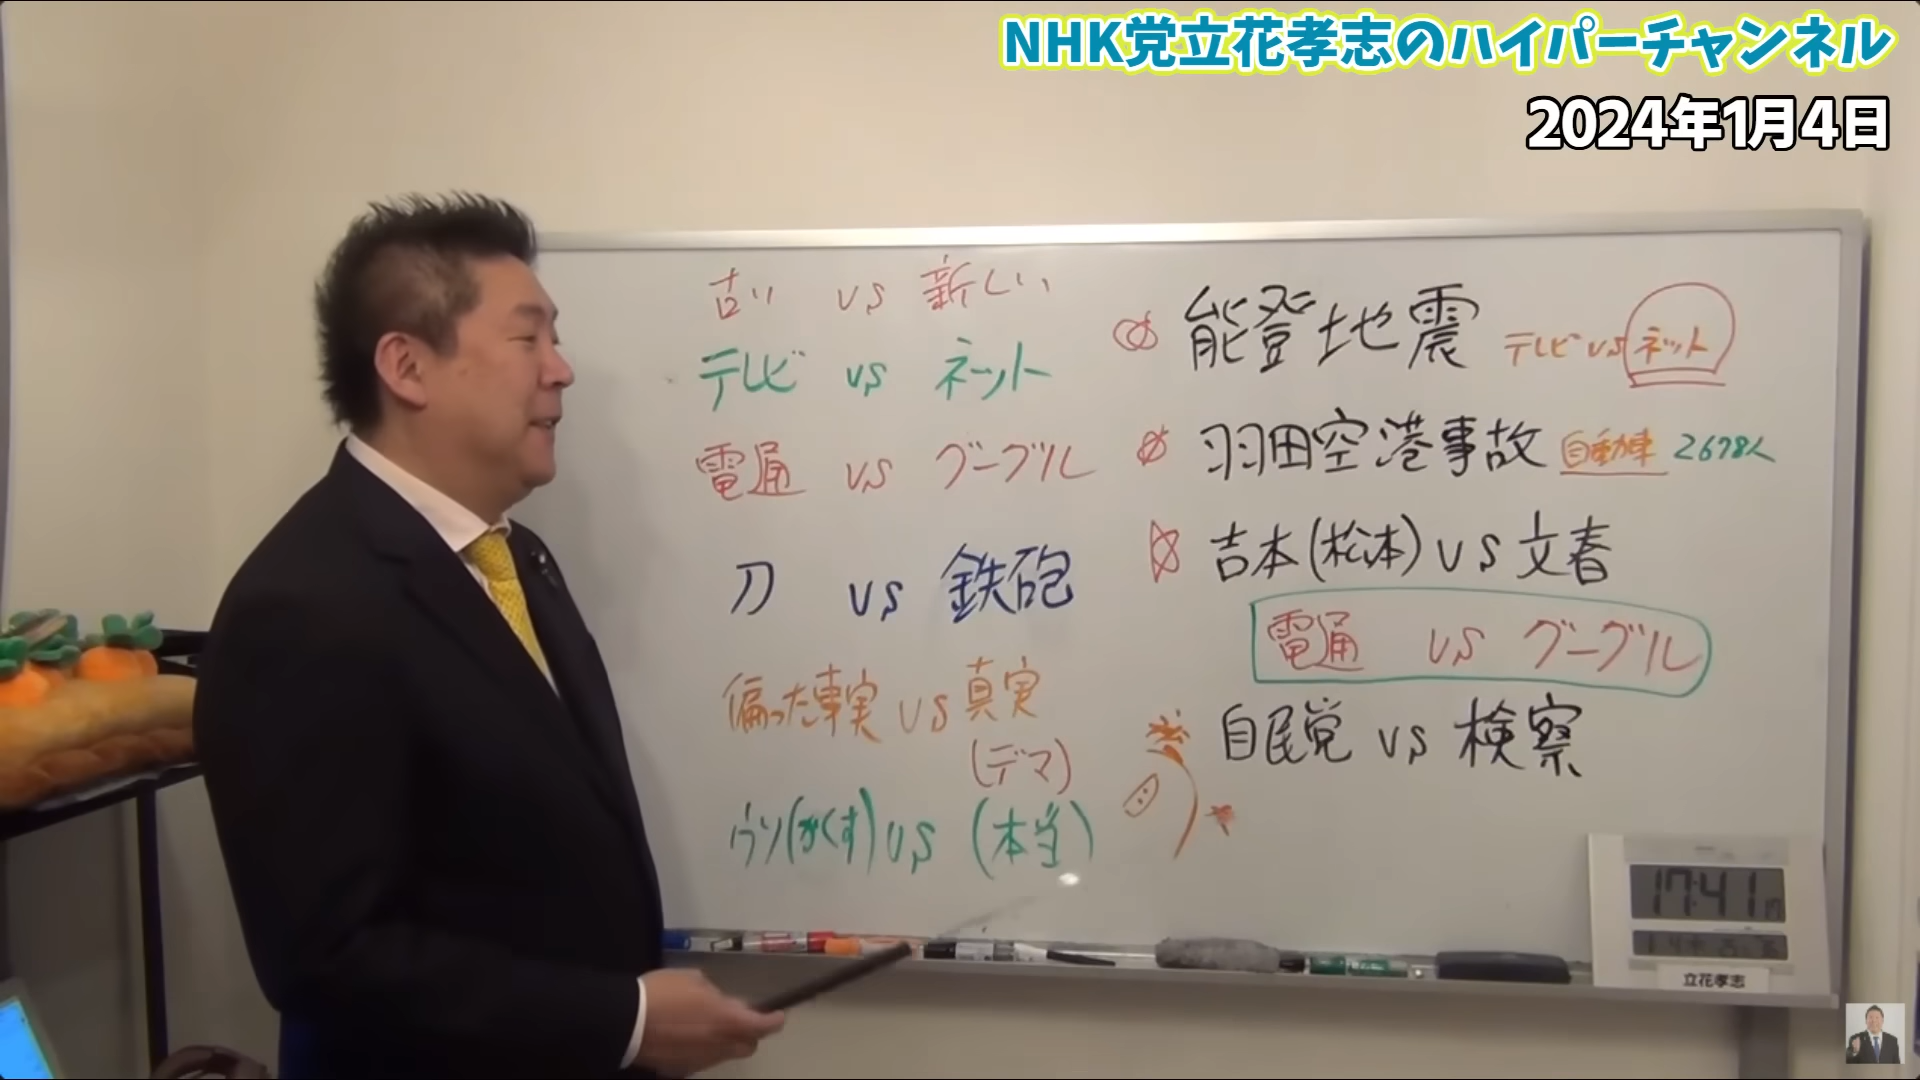 NHK党立花孝志のハイパーチャンネル
2024年1月4日
古い vs 新しい
テレビ vs ネット
電通 vs グーグル
刀 vs 鉄砲
偏った事実 vs 真実
(デマ)
ウソ(かくす) vs (本当)
能登地震 テレビ vs ネット
羽田空港事故 自動車 2678人
吉本(松本) vs 文春
電通 vs グーグル
自民党 vs 検察
17:41
立花孝志